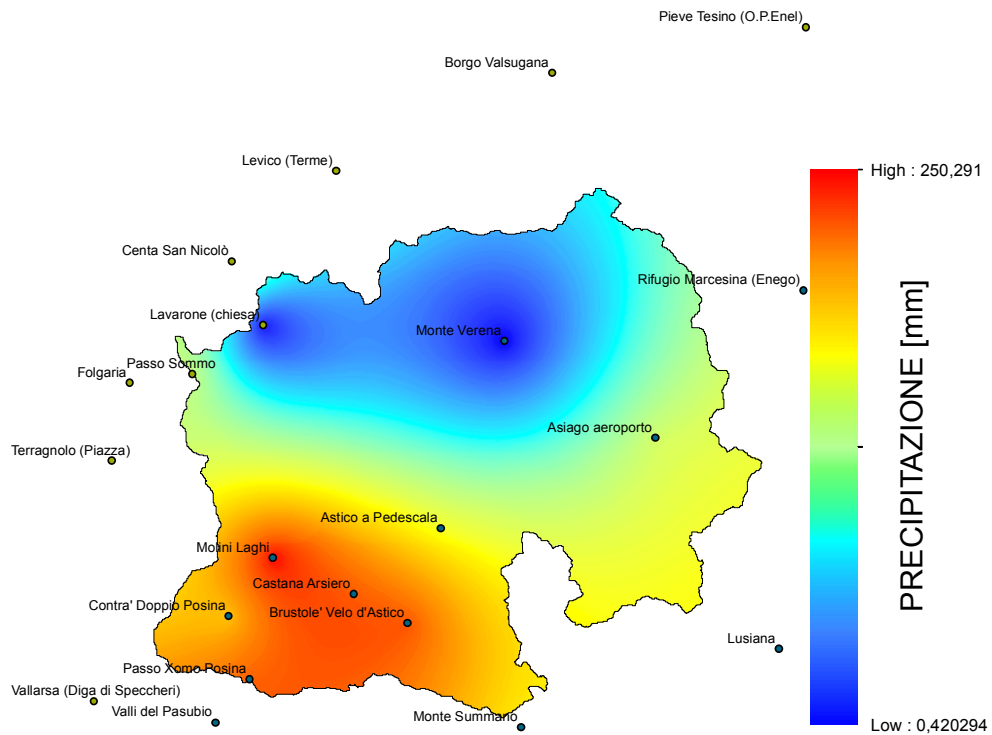 Pieve Tesino (O.P.Enel)
Borgo Valsugana
Levico (Terme)
High : 250,291
Centa San Nicolò
Rifugio Marcesina (Enego)
Lavarone (chiesa)
Monte Verena
Passo Sommo
Folgaria
Asiago aeroporto
PRECIPITAZIONE [mm]
Terragnolo (Piazza)
Astico a Pedescala
Molini Laghi
Castana Arsiero
Contra' Doppio Posina
Brustole' Velo d'Astico
Lusiana
Passo Xomo Posina
Vallarsa (Diga di Speccheri)
Valli del Pasubio
Monte Summano
Low : 0,420294